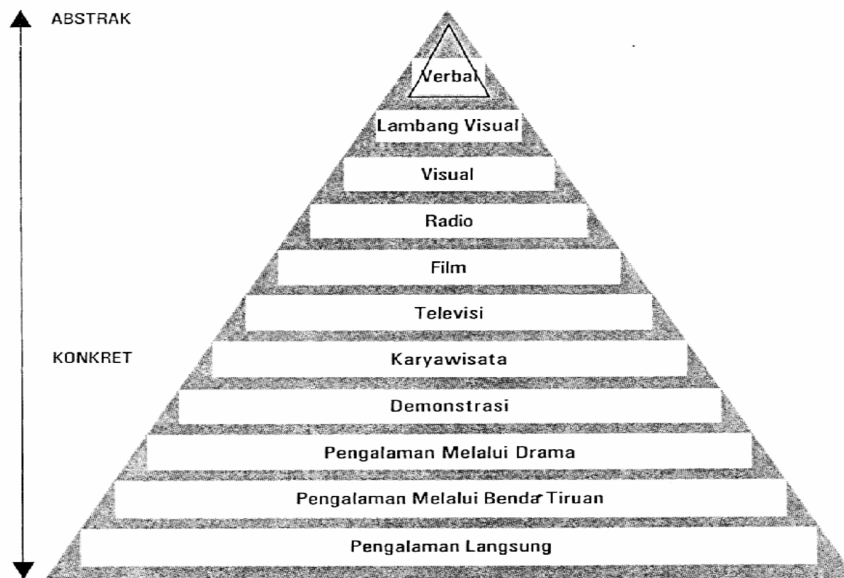 ABSTRAK
Verbal
Lambang Visual
Visual
Radio
Film
Televisi
KONKRET
Karyawisata
Demonstrasi
Pengalaman Melalui Drama
Pengalaman Melalui Benda Tiruan
Pengalaman Langsung